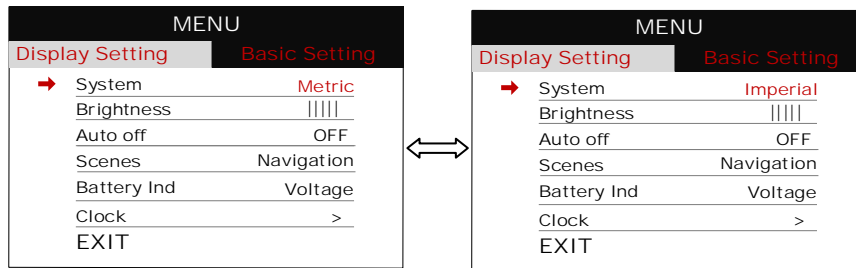 MENU
Display Setting Basic Setting
System Metric
Brightness |||||
Auto off OFF
Scenes Navigation
Battery Ind Voltage
Clock >
EXIT
MENU
Display Setting Basic Setting
System Imperial
Brightness |||||
Auto off OFF
Scenes Navigation
Battery Ind Voltage
Clock >
EXIT